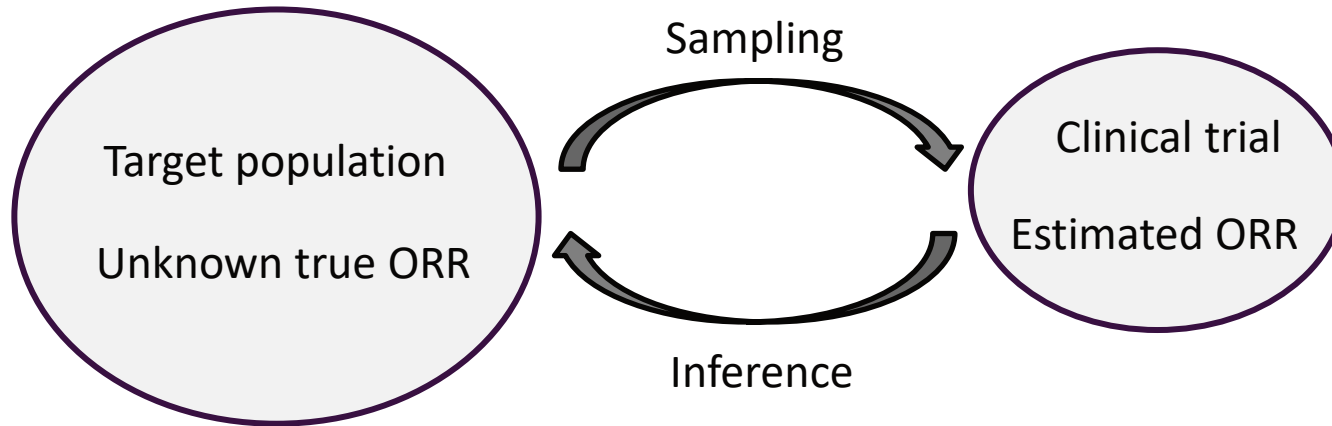 Sampling
Target population
Unknown true ORR
Clinical trial
Estimated ORR
Inference